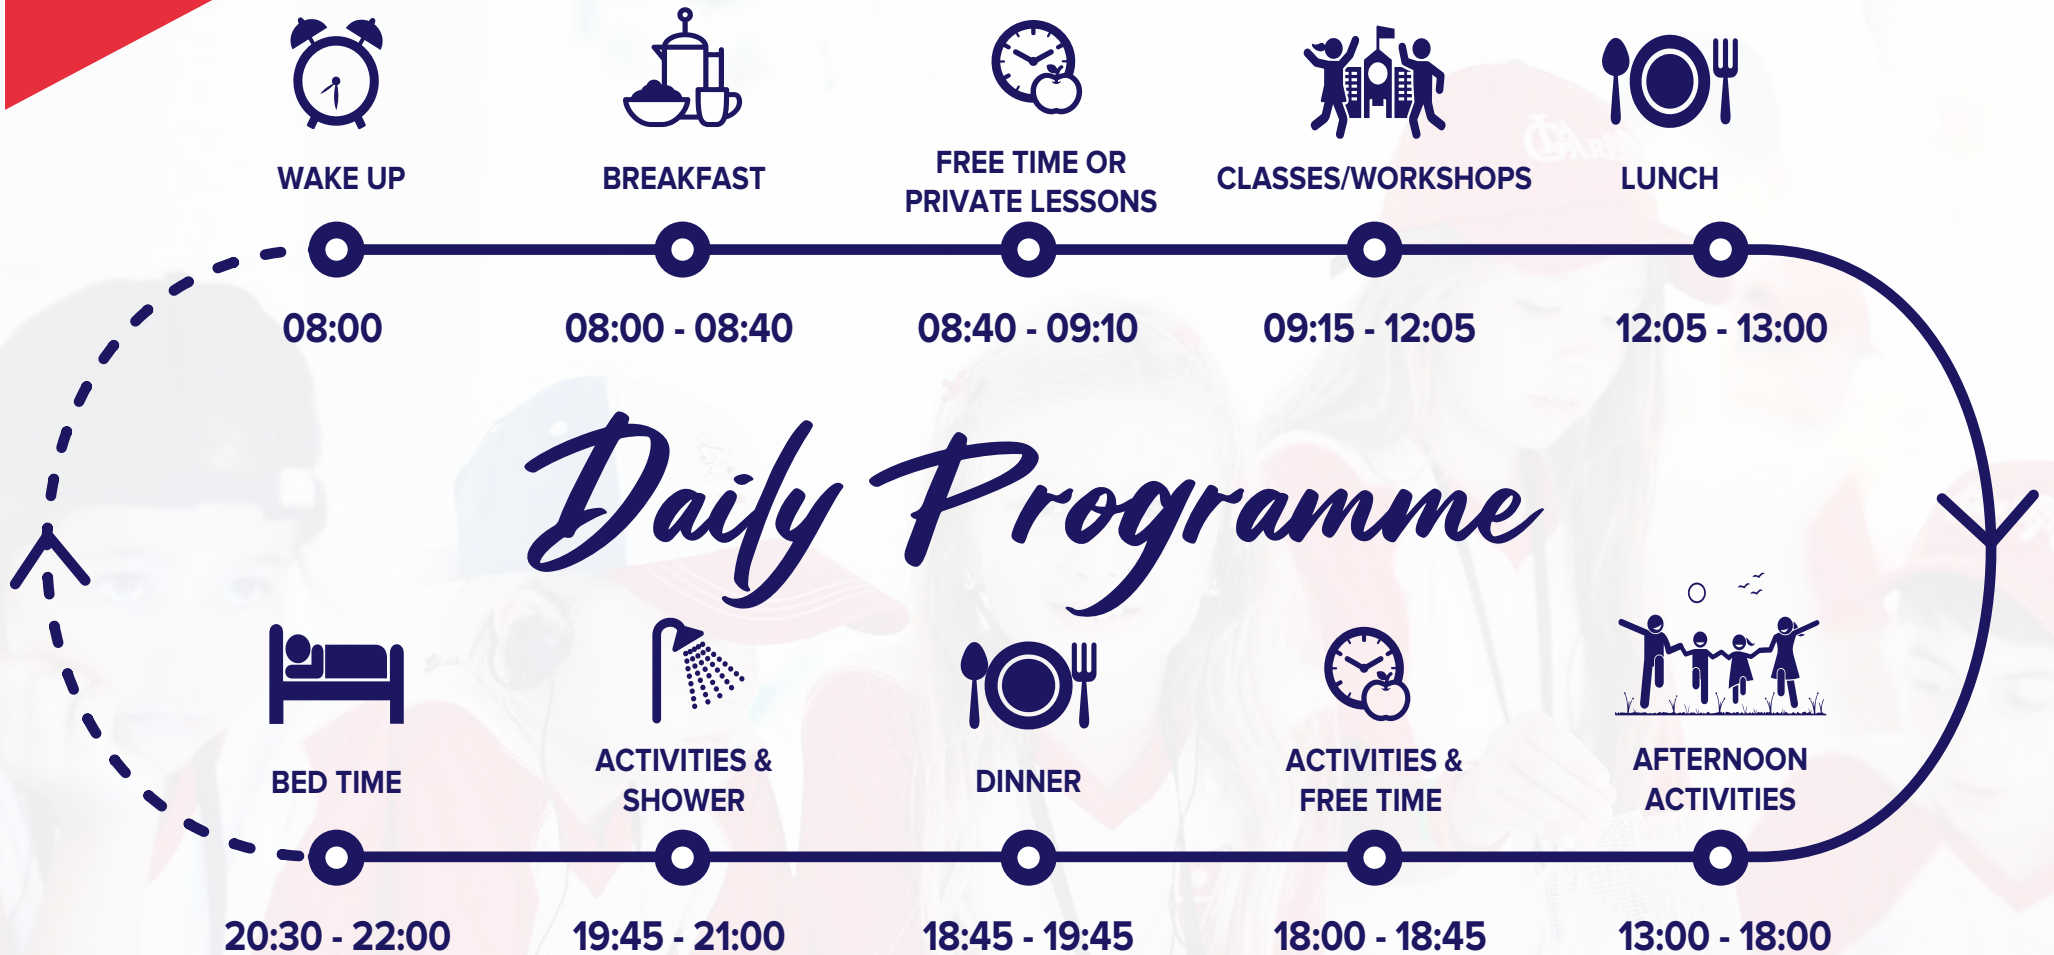 WAKE UP
08:00
BREAKFAST
08:00 - 08:40
FREE TIME OR
PRIVATE LESSONS
08:40 - 09:10
CLASSES/WORKSHOPS
09:15 - 12:05
LUNCH
12:05 - 13:00
Daily Programme
AFTERNOON
ACTIVITIES
13:00 - 18:00
ACTIVITIES &
FREE TIME
18:00 - 18:45
DINNER
18:45 - 19:45
ACTIVITIES &
SHOWER
19:45 - 21:00
BED TIME
20:30 - 22:00